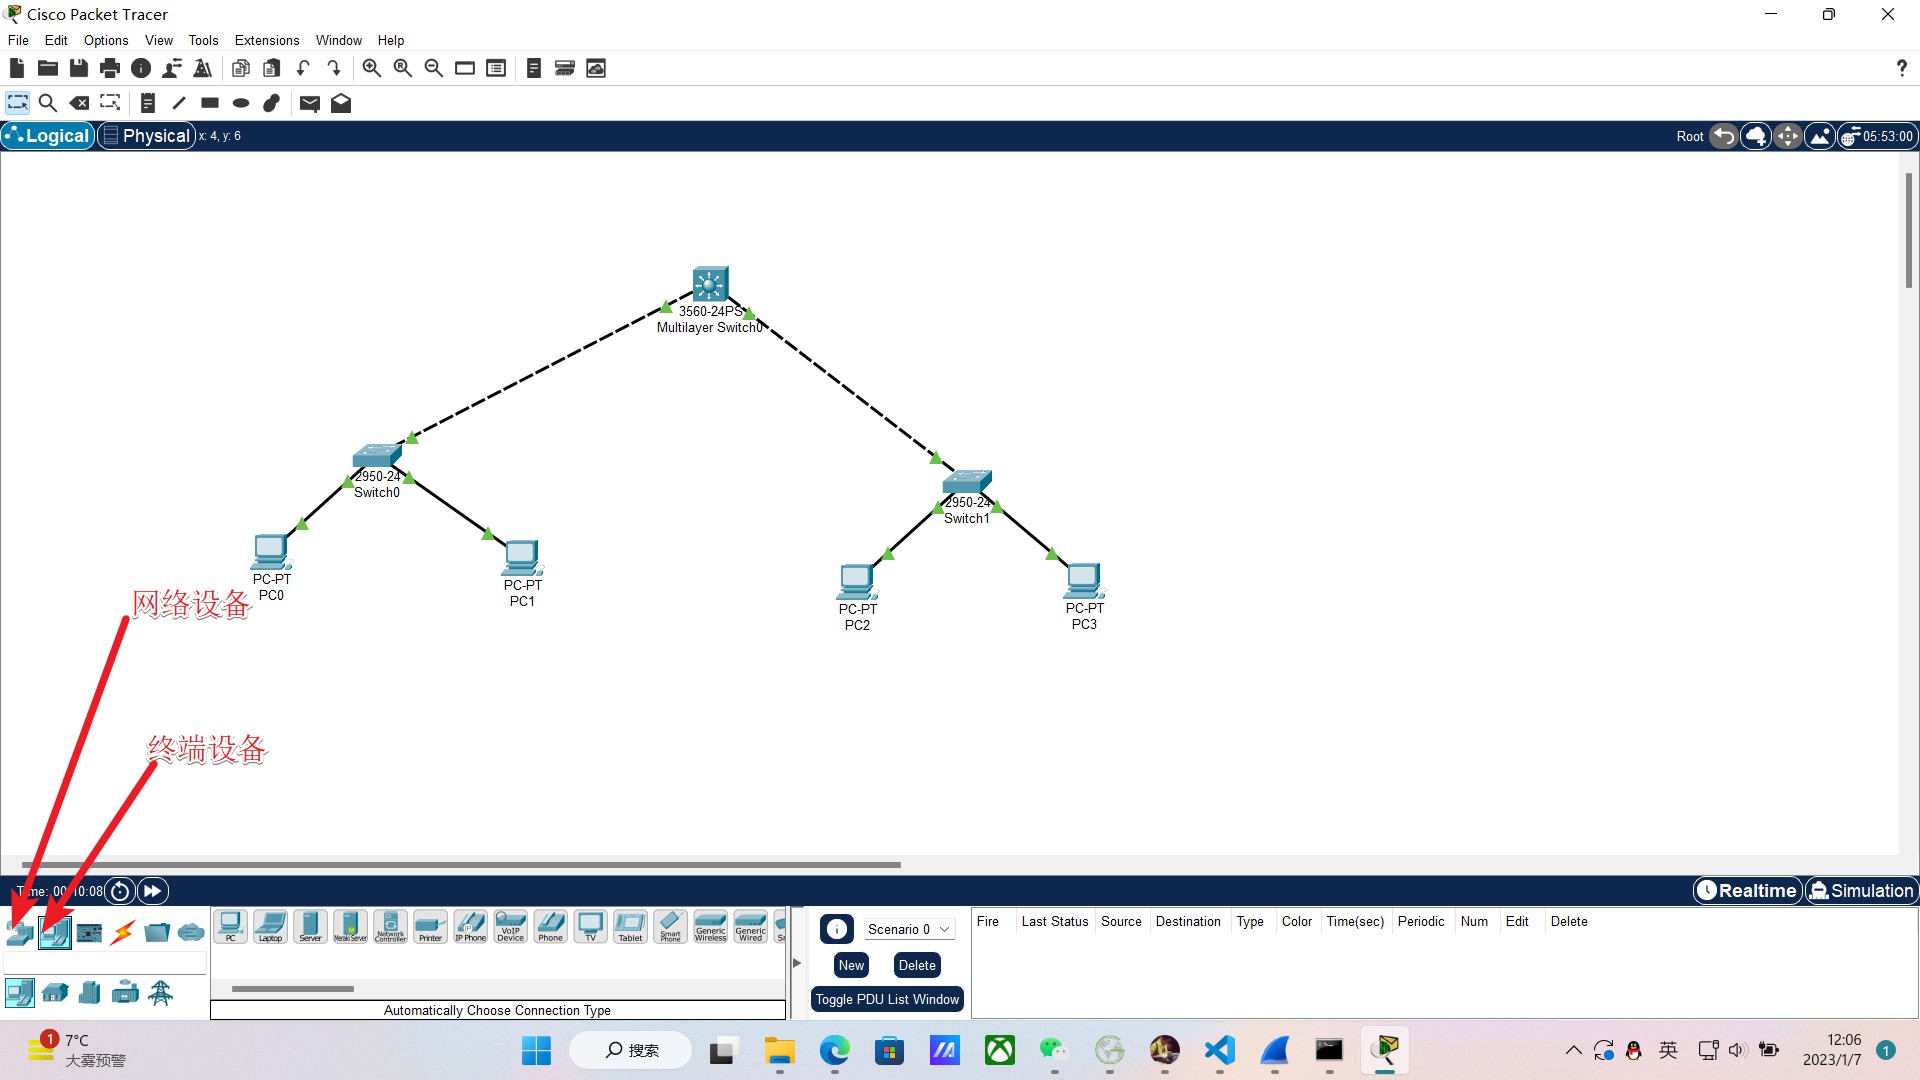 Cisco Packet Tracer
File Edit Options View Tools Extensions Window Help
Logical Physical x: 4, y: 6 Root 05:53:00
3560-24PS
Multilayer Switch0
2950-24
Switch0
2950-24
Switch1
PC-PT
PC0
PC-PT
PC1
PC-PT
PC2
PC-PT
PC3
网络设备
终端设备
Time: 00:10:08 Realtime Simulation
PC Laptop Server MerakiServer Network Controller Printer IP Phone VoIP Device Phone TV Tablet Smart Phone Generic Wireless Generic Wired
Automatically Choose Connection Type
Scenario 0
New Delete
Toggle PDU List Window
Fire Last Status Source Destination Type Color Time(sec) Periodic Num Edit Delete
1 7°C
大雾预警
搜索
英
12:06
2023/1/7
1